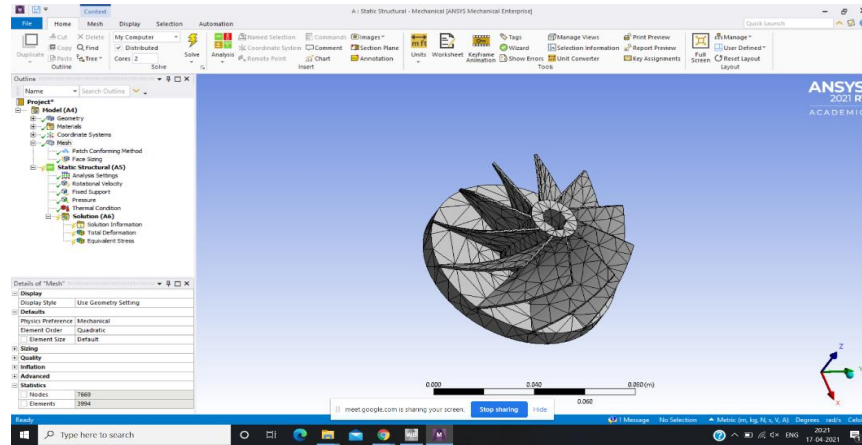 Context
A : Static Structural - Mechanical [ANSYS Mechanical Enterprise]
File Home Mesh Display Selection Automation
Quick Launch
Duplicate
Cut
Copy
Paste
Delete
Find
Tree
Outline
My Computer
Distributed
Cores 2
Solve
Solve
Analysis
Named Selection
Coordinate System
Remote Point
Commands
Comment
Chart
Images
Section Plane
Annotation
Insert
Units
Worksheet
Keyframe Animation
Tags
Wizard
Show Errors
Manage Views
Selection Information
Unit Converter
Print Preview
Report Preview
Key Assignments
Tools
Full Screen
Manage
User Defined
Reset Layout
Layout
Outline
Name Search Outline
Project*
Model (A4)
Geometry
Materials
Coordinate Systems
Mesh
Patch Conforming Method
Face Sizing
Static Structural (A5)
Analysis Settings
Rotational Velocity
Fixed Support
Pressure
Thermal Condition
Solution (A6)
Solution Information
Total Deformation
Equivalent Stress
ANSYS
2021 R
ACADEMIC
Details of "Mesh"
Display
Display Style Use Geometry Setting
Defaults
Physics Preference Mechanical
Element Order Quadratic
Element Size Default
Sizing
Quality
Inflation
Advanced
Statistics
Nodes 7669
Elements 3994
0.000 0.040 0.080 (m)
0.060
Z
Y
X
meet.google.com is sharing your screen. Stop sharing Hide
Ready
1 Message No Selection Metric (m, kg, N, s, V, A) Degrees rad/s Cels
Type here to search
ENG
2021
17-04-2021